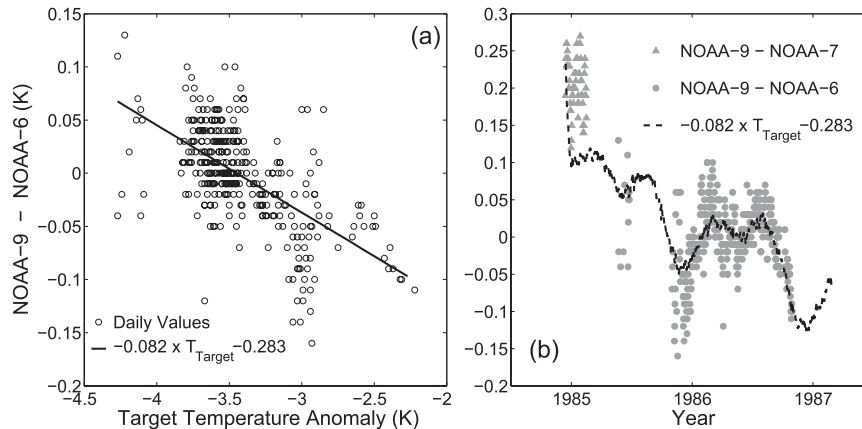 (a)
0.15
0.1
0.05
0
−0.05
−0.1
−0.15
−0.2
NOAA−9 − NOAA−6 (K)
Daily Values
−0.082 x T_Target−0.283
−4.5
−4
−3.5
−3
−2.5
−2
Target Temperature Anomaly (K)
0.3
0.25
0.2
0.15
0.1
0.05
0
−0.05
−0.1
−0.15
−0.2
NOAA−9 − NOAA−7
NOAA−9 − NOAA−6
−0.082 x T_Target−0.283
(b)
1985
1986
1987
Year